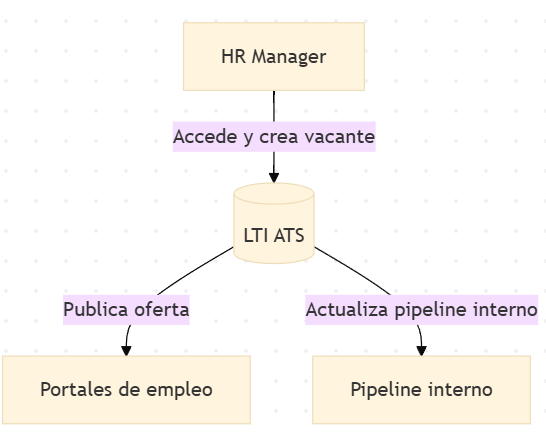 HR Manager
Accede y crea vacante
LTI ATS
Publica oferta
Actualiza pipeline interno
Portales de empleo
Pipeline interno